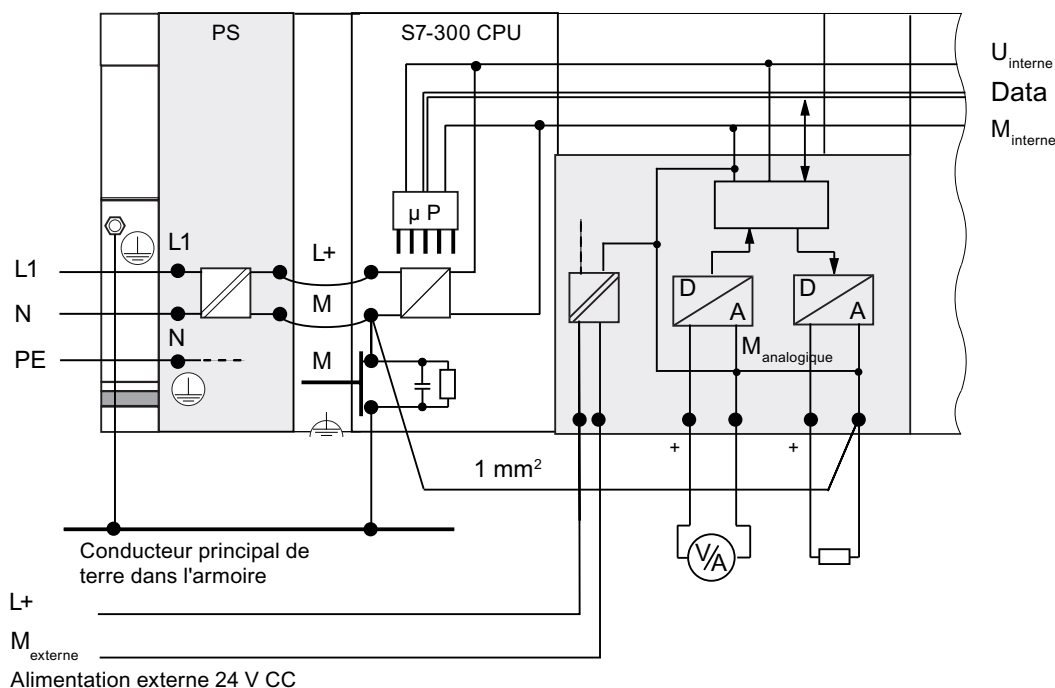 PS
S7-300 CPU
U interne
Data
M interne
µ P
L1
L+
L1
D
D
N
M
A
A
N
M analogique
PE
M
+
+
1 mm²
V/A
Conducteur principal de
terre dans l'armoire
L+
M externe
Alimentation externe 24 V CC